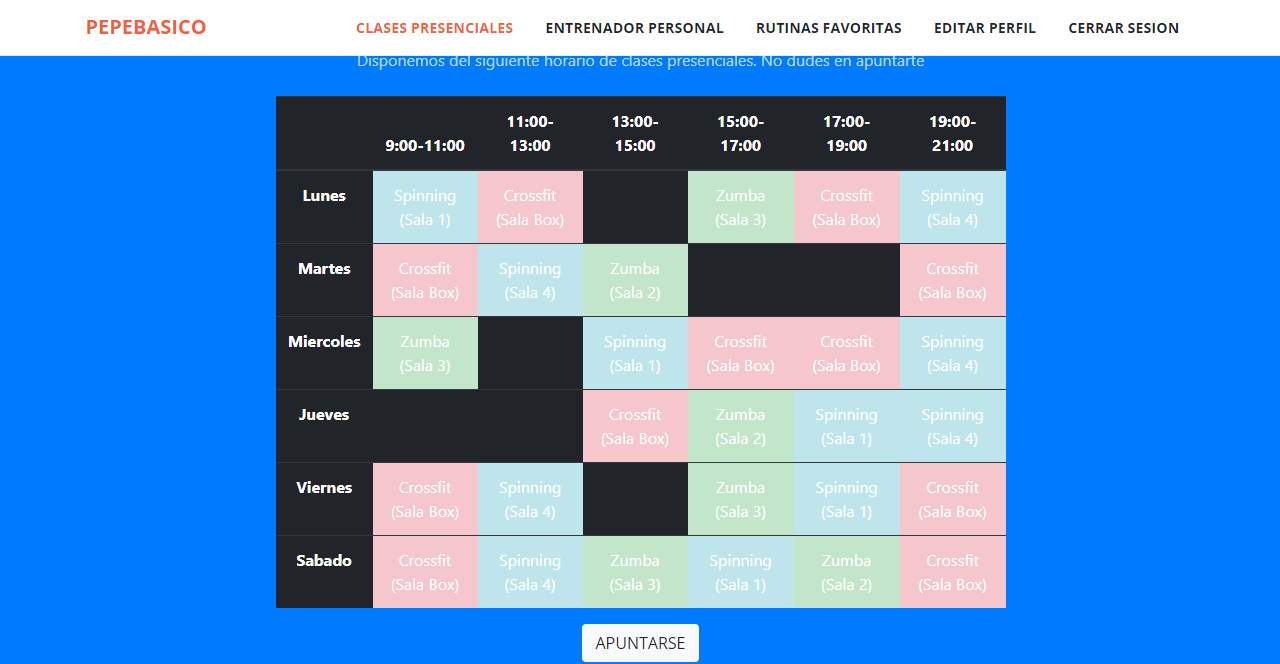 PEPEBASICO CLASES PRESENCIALES ENTRENADOR PERSONAL RUTINAS FAVORITAS EDITAR PERFIL CERRAR SESION
Disponemos del siguiente horario de clases presenciales. No dudes en apuntarte
11:00- 13:00- 15:00- 17:00- 19:00-
9:00-11:00 13:00 15:00 17:00 19:00 21:00
Lunes Spinning Crossfit Zumba Crossfit Spinning
(Sala 1) (Sala Box) (Sala 3) (Sala Box) (Sala 4)
Martes Crossfit Spinning Zumba Crossfit
(Sala Box) (Sala 4) (Sala 2) (Sala Box)
Miercoles Zumba Spinning Crossfit Crossfit Spinning
(Sala 3) (Sala 1) (Sala Box) (Sala Box) (Sala 4)
Jueves Crossfit Zumba Spinning Spinning
(Sala Box) (Sala 2) (Sala 1) (Sala 4)
Viernes Crossfit Spinning Zumba Spinning Crossfit
(Sala Box) (Sala 4) (Sala 3) (Sala 1) (Sala Box)
Sabado Crossfit Spinning Zumba Spinning Zumba Crossfit
(Sala Box) (Sala 4) (Sala 3) (Sala 1) (Sala 2) (Sala Box)
APUNTARSE